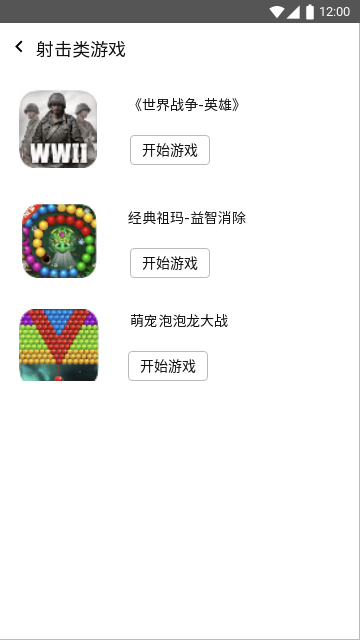 12:00
射击类游戏
《世界战争-英雄》
WWII
开始游戏
经典祖玛-益智消除
开始游戏
萌宠泡泡龙大战
开始游戏